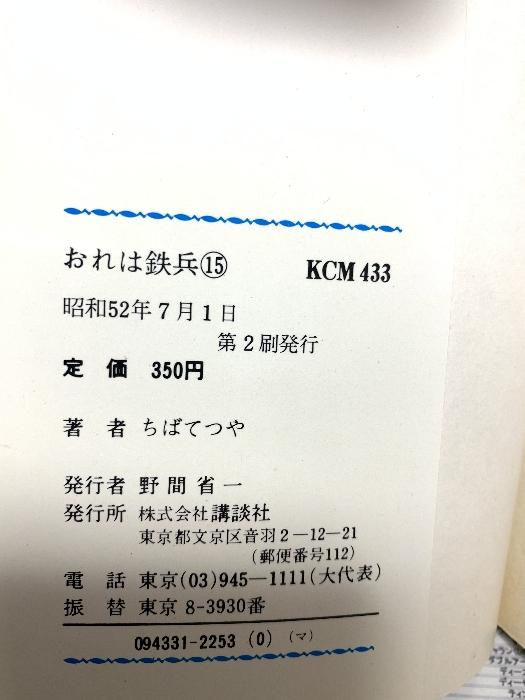 おれは鉄兵⑮ KCM 433
昭和52年7月1日
第2刷発行
定 価 350円
著 者 ちばてつや
発行者 野間省一
発行所 株式会社講談社
東京都文京区音羽2―12―21
(郵便番号112)
電 話 東京(03)945―1111(大代表)
振 替 東京 8-3930番
094331-2253 (0) (マ)